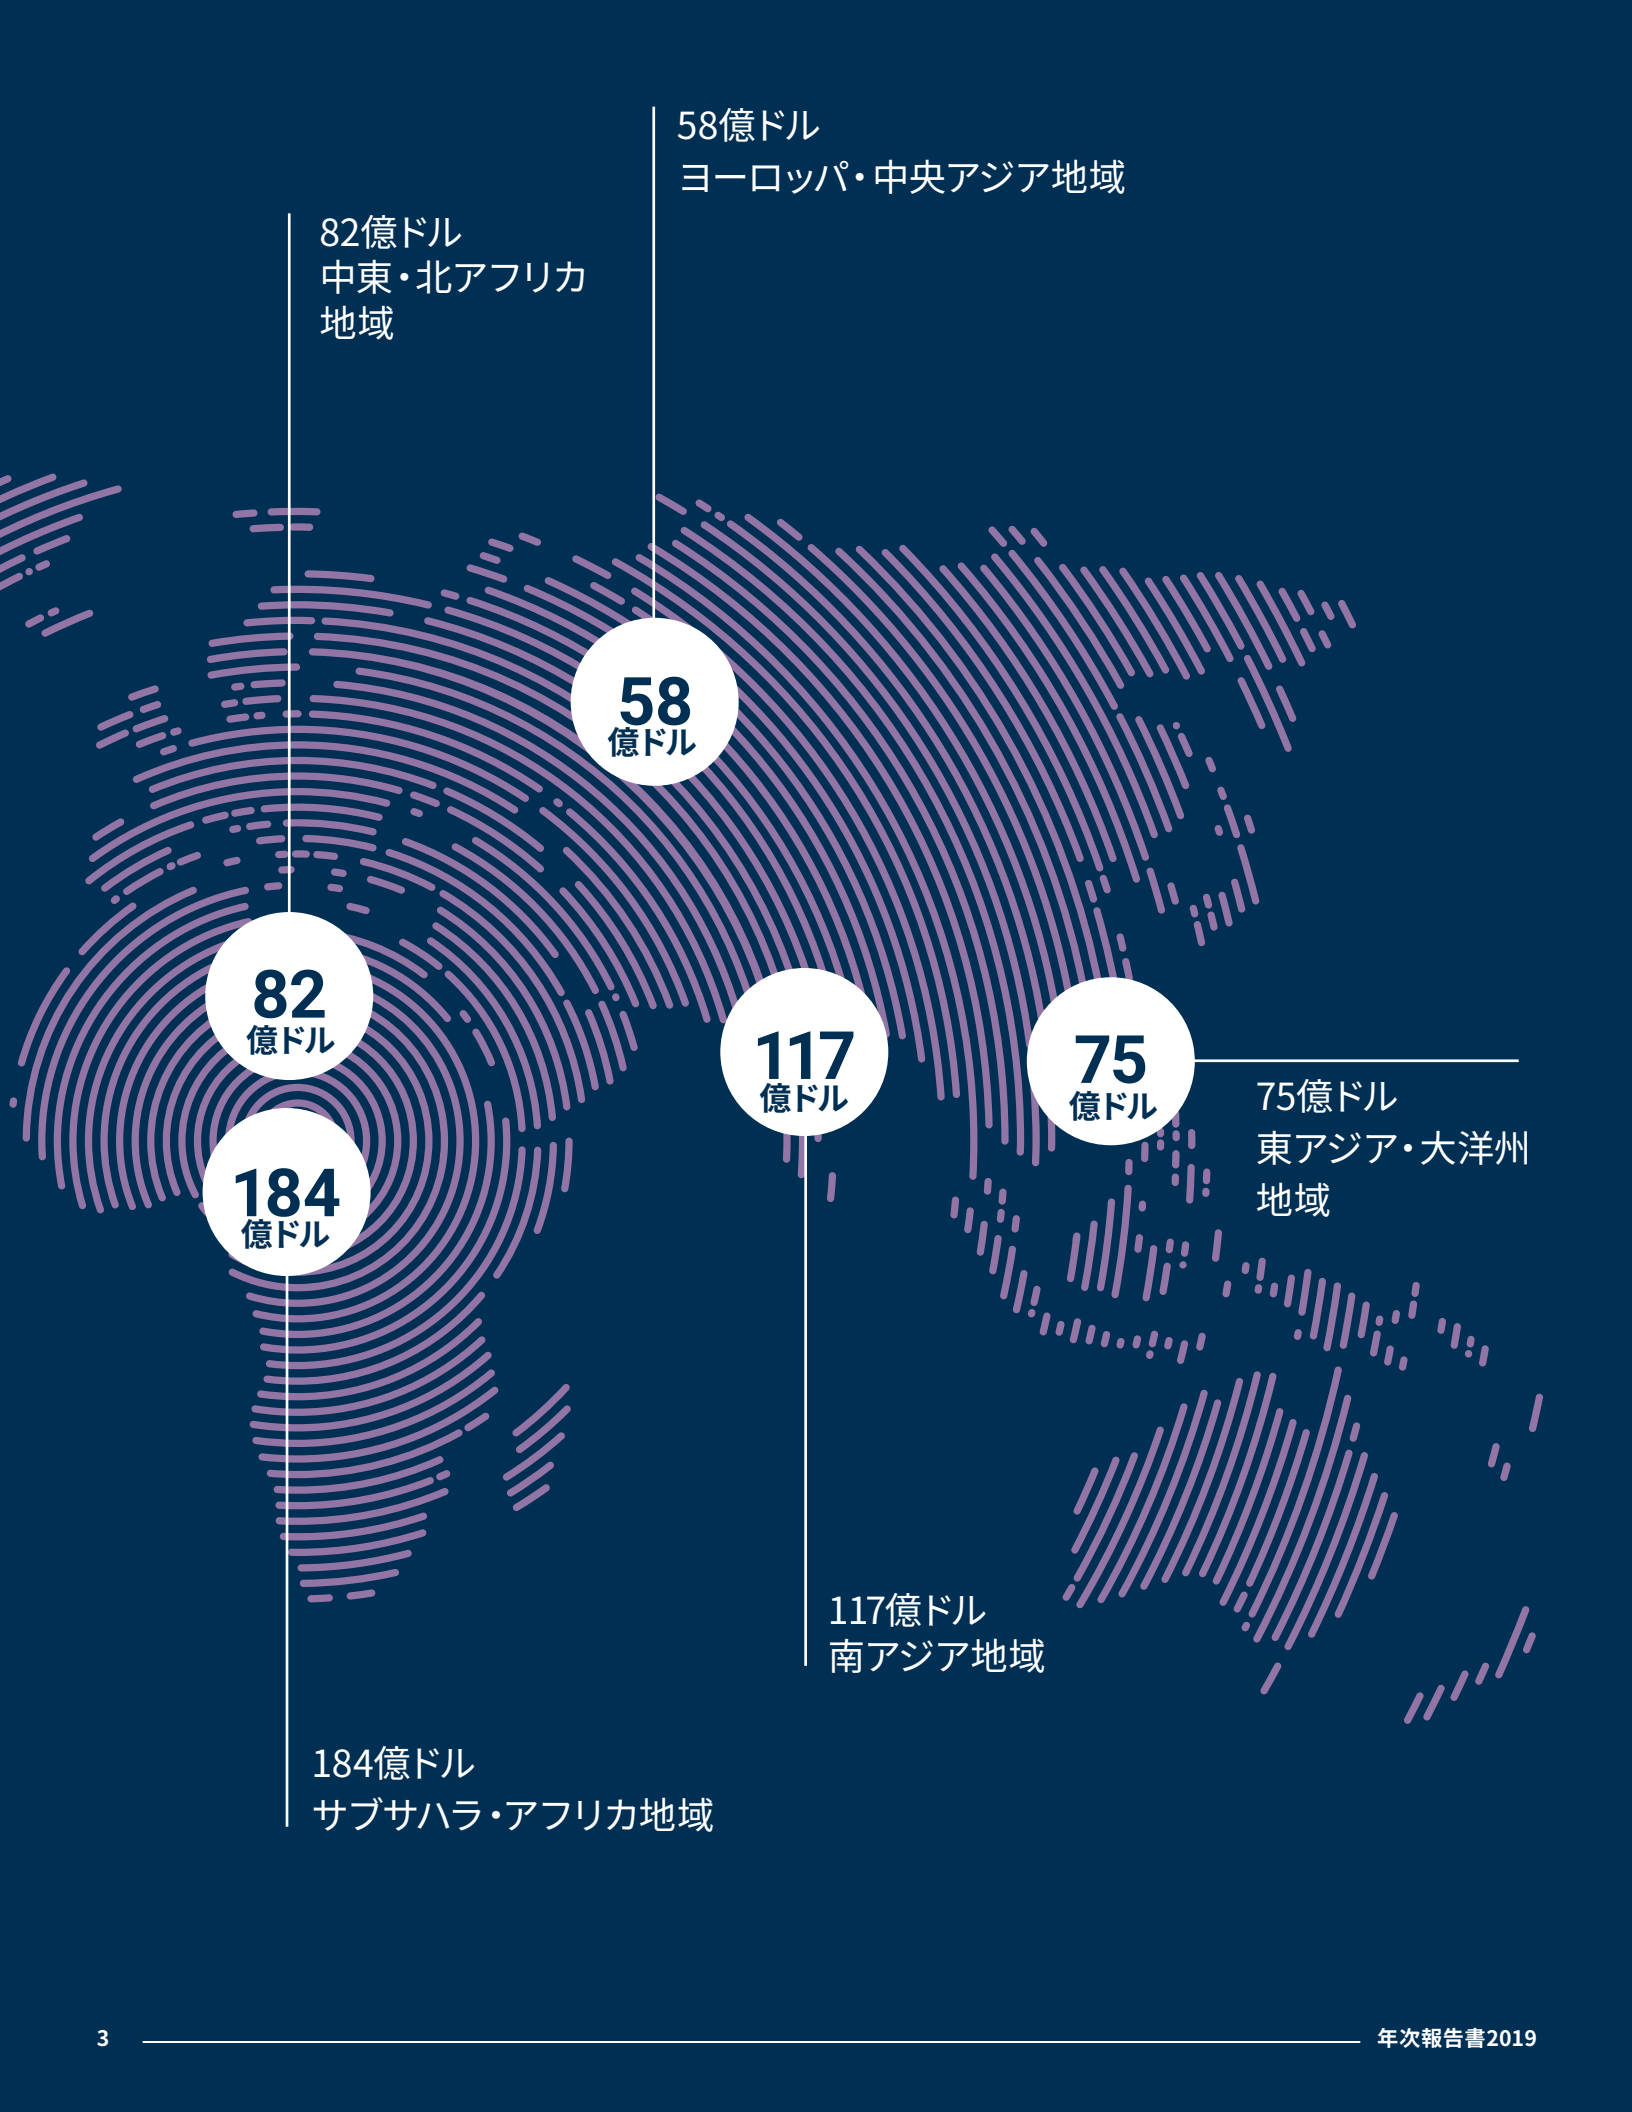 58億ドル
ヨーロッパ・中央アジア地域
82億ドル
中東・北アフリカ
地域
58
億ドル
82
億ドル
117
億ドル
75
億ドル
75億ドル
東アジア・大洋州
地域
184
億ドル
117億ドル
南アジア地域
184億ドル
サブサハラ・アフリカ地域
3
年次報告書2019